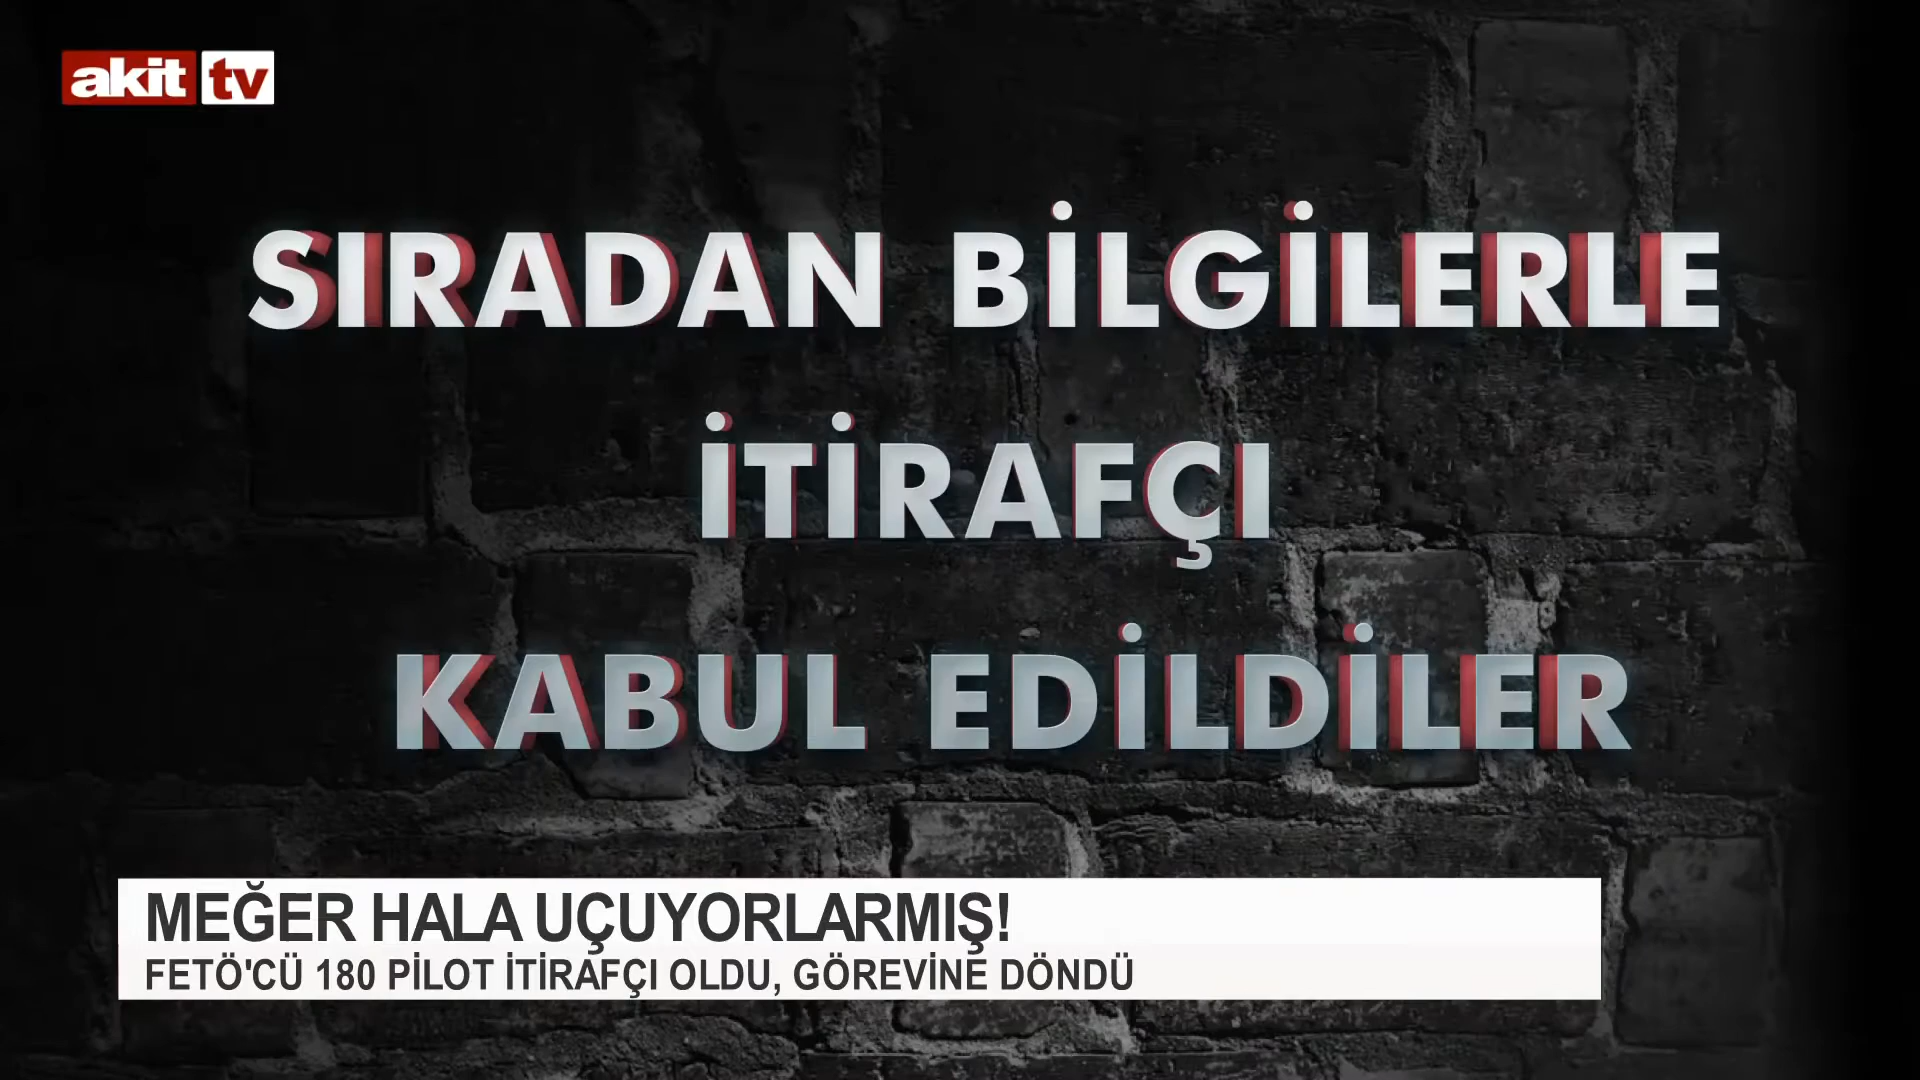 akit tv
SIRADAN BİLGİLERLE
İTİRAFÇI
KABUL EDİLDİLER
MEĞER HALA UÇUYORLARMIŞ!
FETÖ'CÜ 180 PİLOT İTİRAFÇI OLDU, GÖREVİNE DÖNDÜ